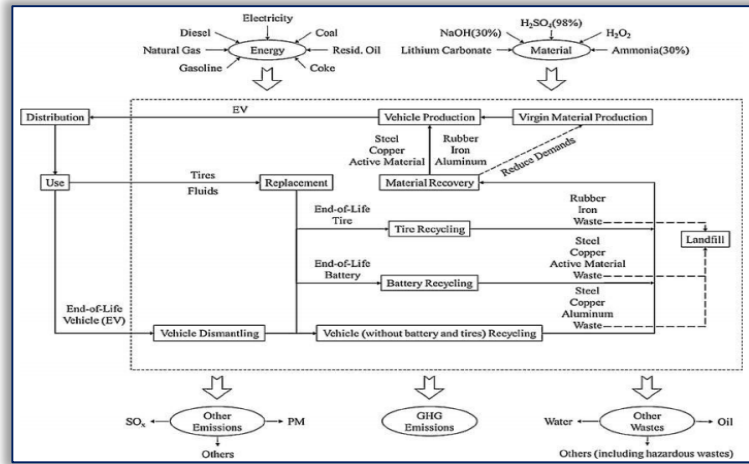 Electricity
Diesel
Coal
Natural Gas
Energy
Resid. Oil
Gasoline
Coke
NaOH(30%)
H₂SO₄(98%)
H₂O₂
Lithium Carbonate
Material
Ammonia(30%)
Distribution
EV
Vehicle Production
Virgin Material Production
Steel
Copper
Active Material
Rubber
Iron
Aluminum
Reduce Demands
Use
Tires
Fluids
Replacement
Material Recovery
End-of-Life
Tire
Tire Recycling
Rubber
Iron
Waste
Landfill
End-of-Life
Battery
Battery Recycling
Steel
Copper
Active Material
Waste
End-of-Life
Vehicle (EV)
Vehicle Dismantling
Vehicle (without battery and tires) Recycling
Steel
Copper
Aluminum
Waste
SOₓ
Other
Emissions
PM
Others
GHG
Emissions
Water
Other
Wastes
Oil
Others (including hazardous wastes)